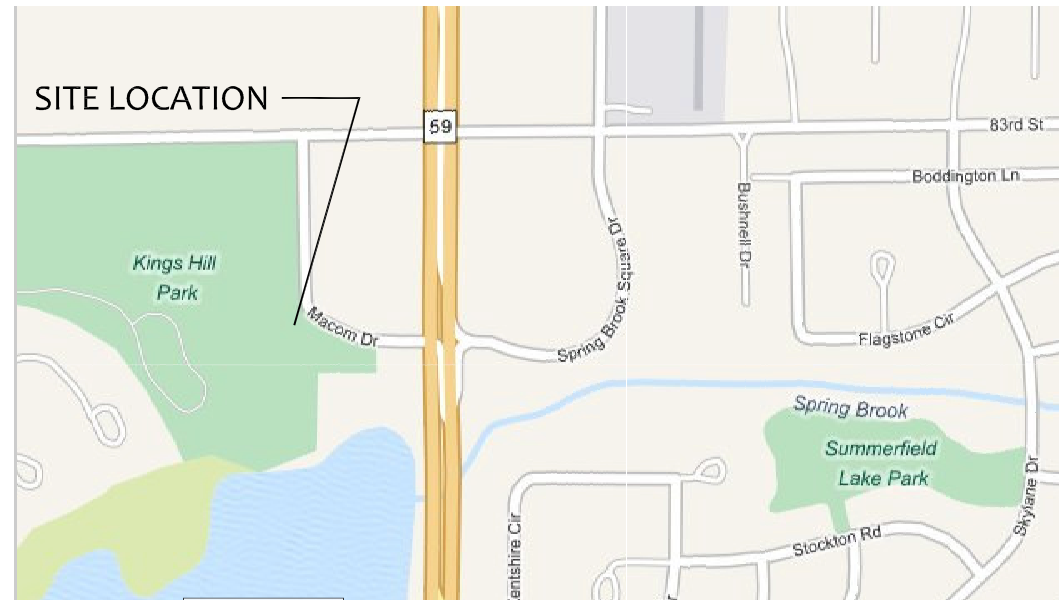 SITE LOCATION
59
83rd St
Boddington Ln
Bushnell Dr
Kings Hill
Park
Spring Brook Square Dr
Macom Dr
Flagstone Cir
Spring Brook
Summerfield
Lake Park
Skylane Dr
Stockton Rd
Cir